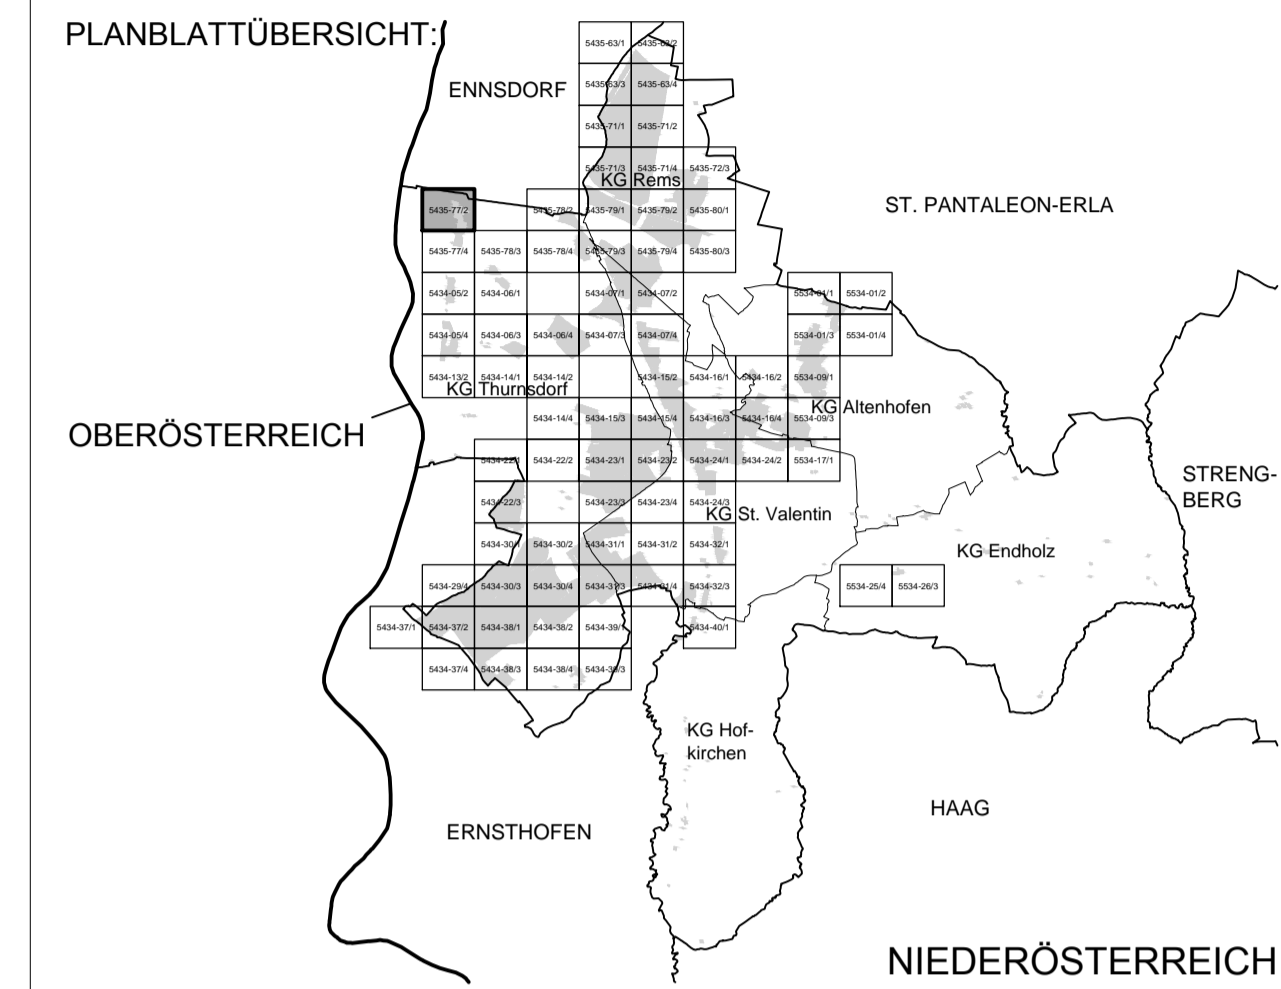 PLANBLATTÜBERSICHT:
5435-63/1 5435-63/2
ENNSDORF
5435-63/3 5435-63/4
5435-71/1 5435-71/2
5435-71/3 5435-71/4 5435-72/3
KG Rems
ST. PANTALEON-ERLA
5435-77/2 5435-78/2 5435-79/1 5435-79/2 5435-80/1
5435-77/4 5435-78/3 5435-78/4 5435-79/3 5435-79/4 5435-80/3
5434-05/2 5434-06/1 5434-07/1 5434-07/2 5534-01/1 5534-01/2
5434-05/4 5434-06/3 5434-06/4 5434-07/3 5434-07/4 5534-01/3 5534-01/4
5434-13/2 5434-14/1 5434-14/2 5434-15/2 5434-16/1 5434-16/2 5534-09/1
KG Thurnsdorf
KG Altenhofen
5434-14/4 5434-15/3 5434-15/4 5434-16/3 5434-16/4 5534-09/3
OBERÖSTERREICH
5434-22/1 5434-22/2 5434-23/1 5434-23/2 5434-24/1 5434-24/2 5534-17/1
STRENG-
BERG
5434-22/3 5434-23/3 5434-23/4 5434-24/3
KG St. Valentin
5434-30/1 5434-30/2 5434-31/1 5434-31/2 5434-32/1
KG Endholz
5434-29/4 5434-30/3 5434-30/4 5434-31/3 5434-31/4 5434-32/3 5534-25/4 5534-26/3
5434-37/1 5434-37/2 5434-38/1 5434-38/2 5434-39/1 5434-40/1
5434-37/4 5434-38/3 5434-38/4 5434-39/3
KG Hof-
kirchen
HAAG
ERNSTHOFEN
NIEDERÖSTERREICH